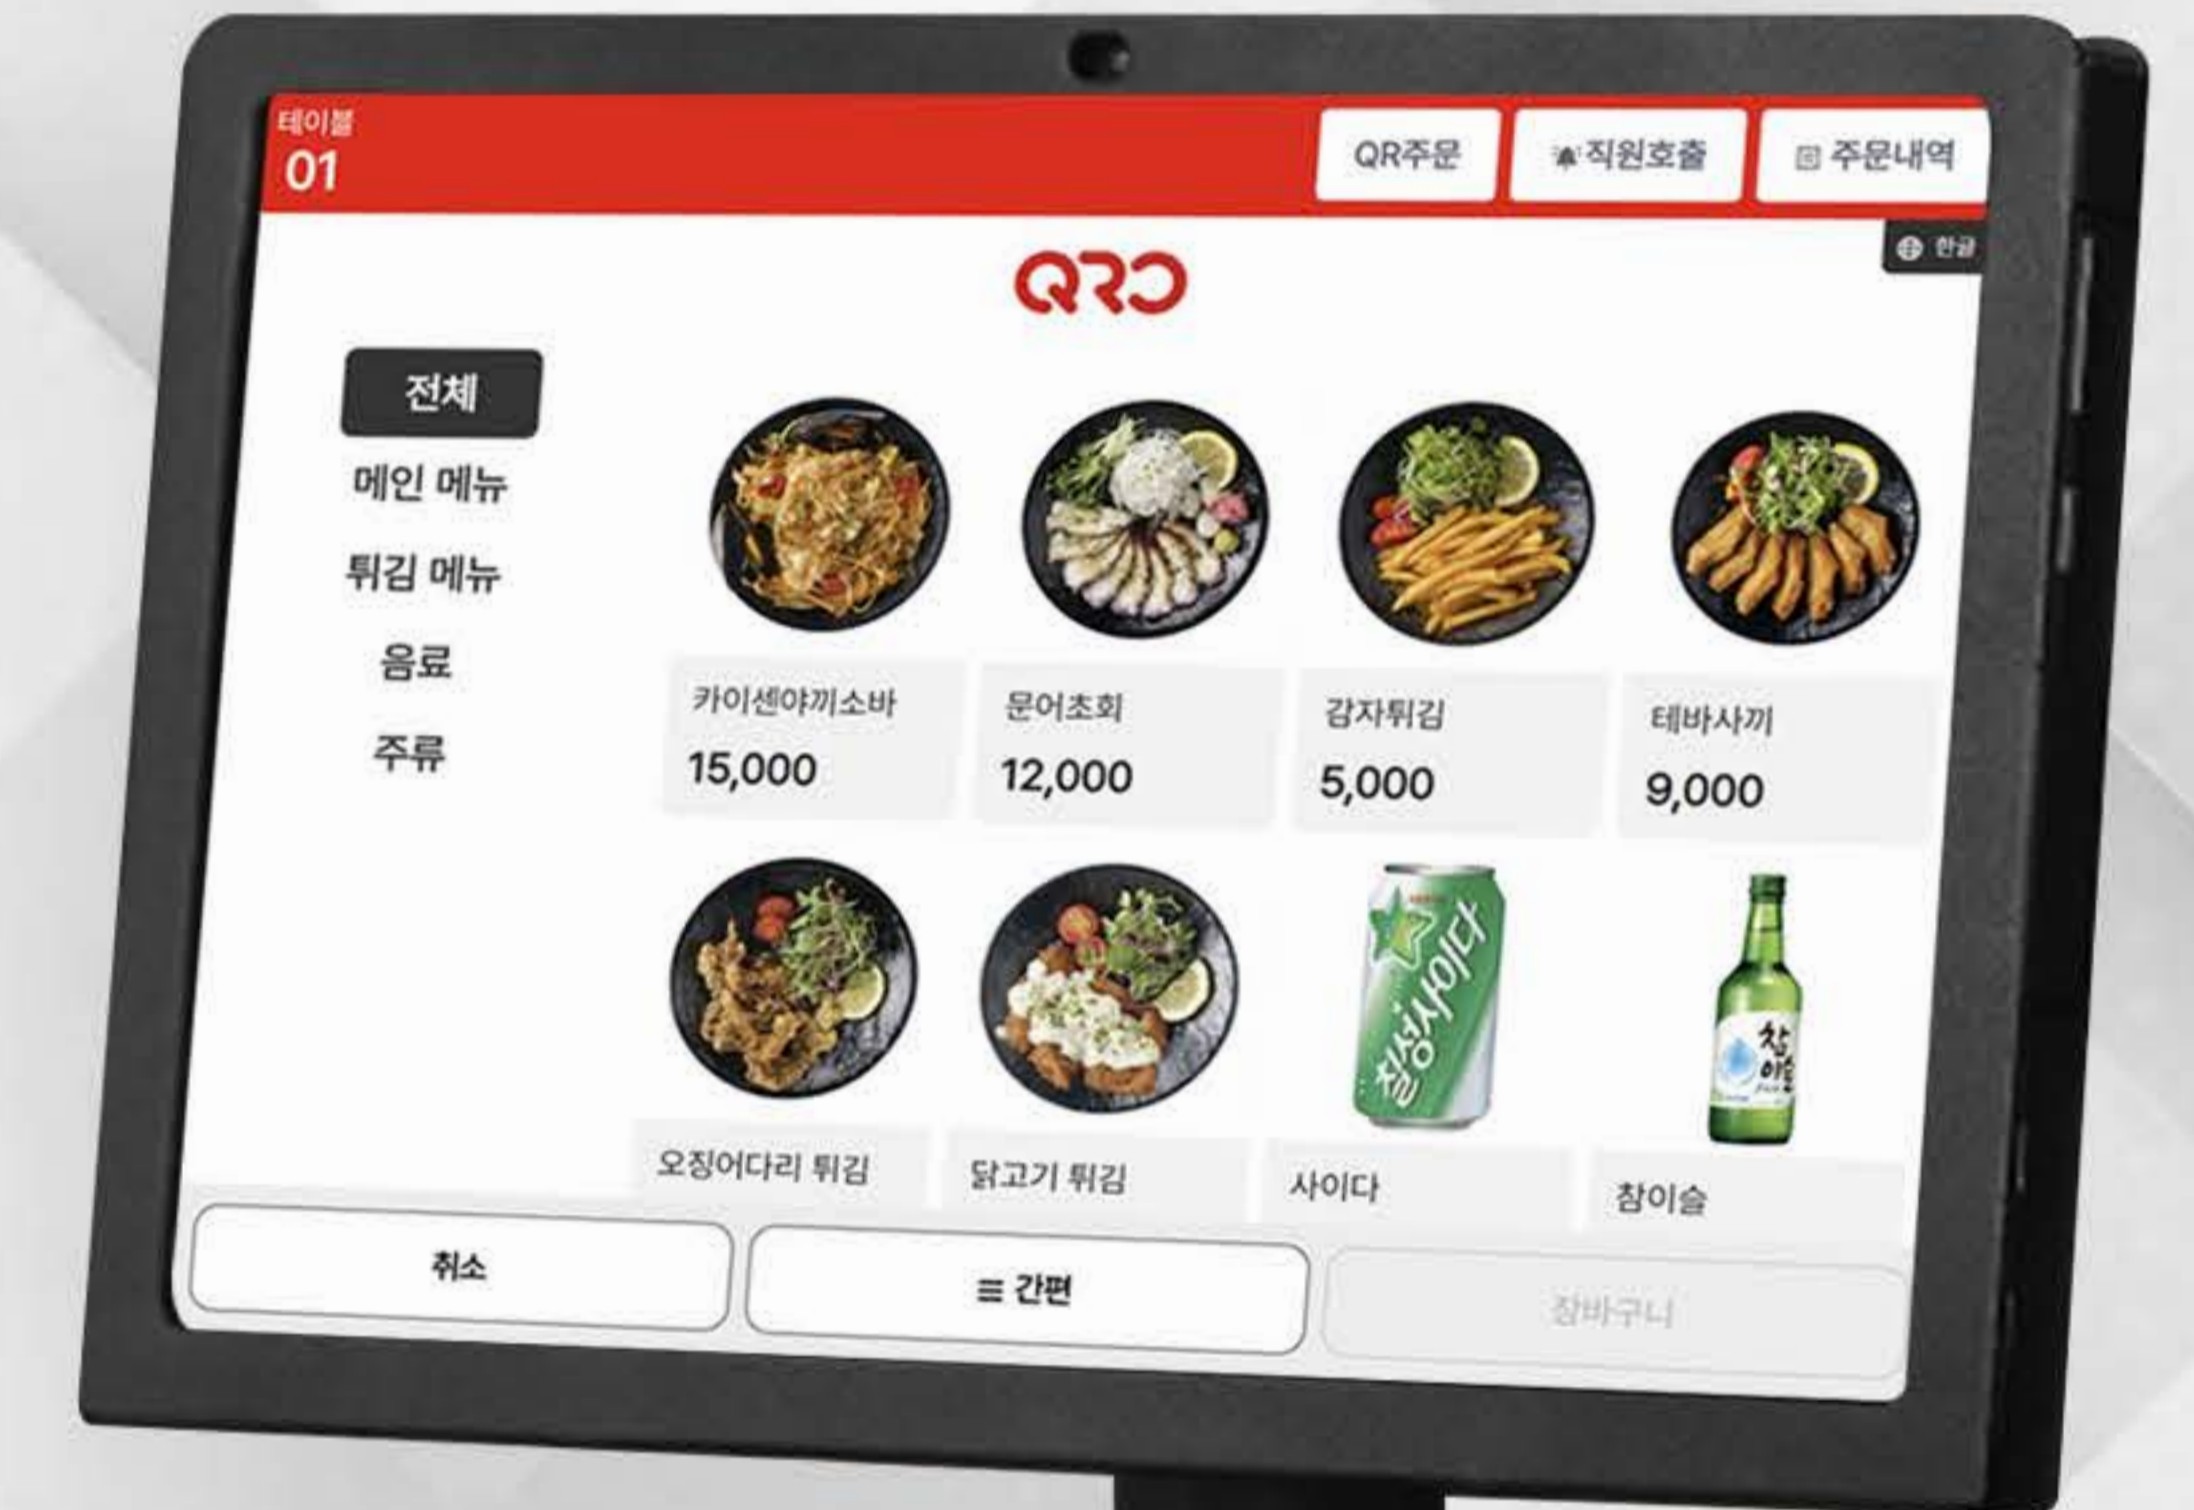 테이블
01
QR주문
직원호출
주문내역
한글
QRO
전체
메인 메뉴
튀김 메뉴
음료
주류
카이센야끼소바
15,000
문어초회
12,000
감자튀김
5,000
테바사끼
9,000
칠성사이다
참이슬
오징어다리 튀김
닭고기 튀김
사이다
참이슬
취소
간편
장바구니